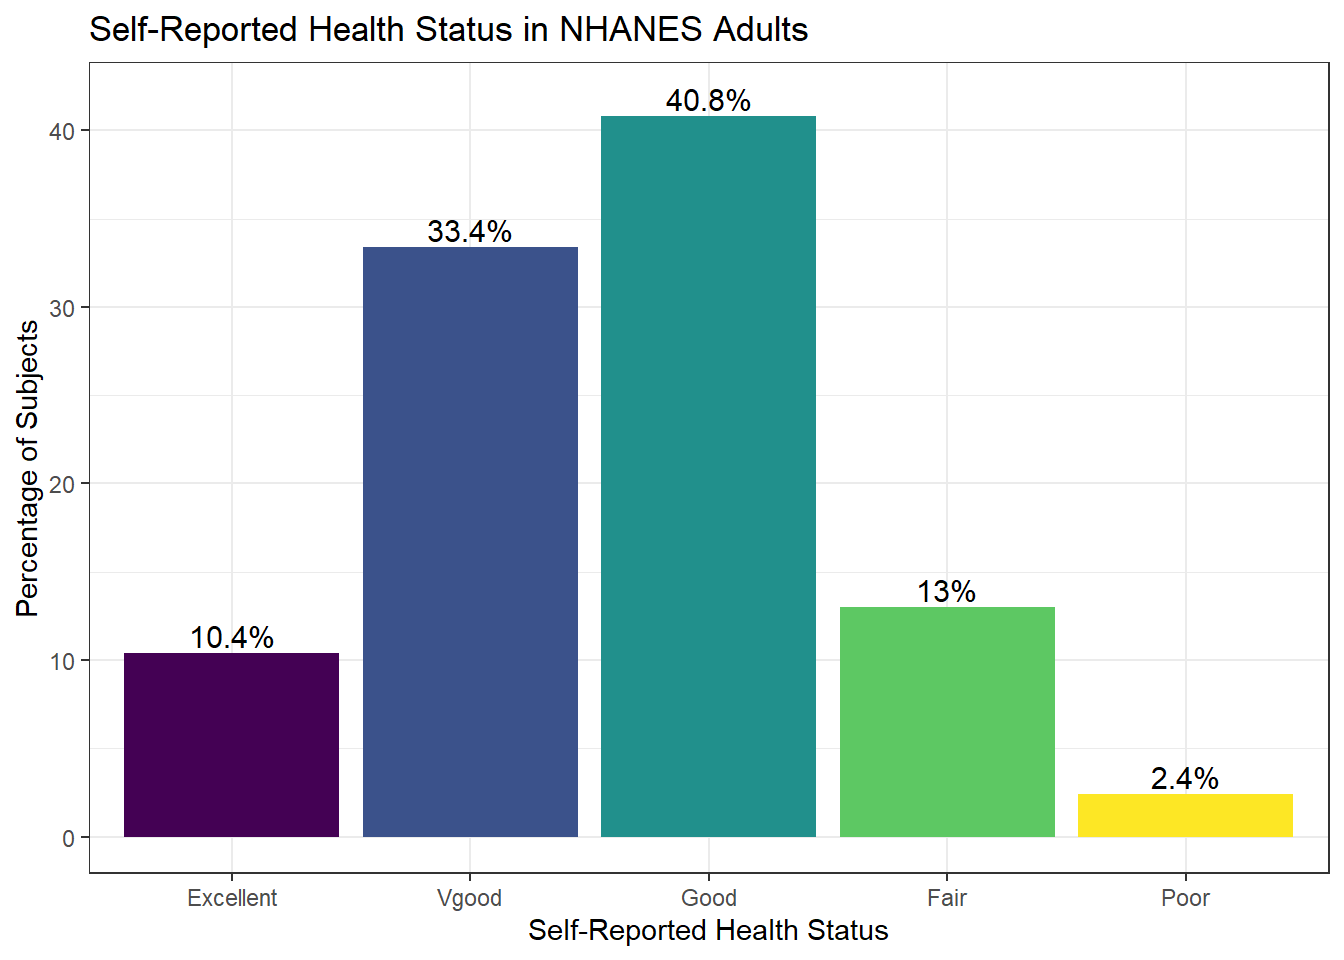 Self-Reported Health Status in NHANES Adults
40.8%
40
33.4%
30
Percentage of Subjects
20
13%
10.4%
10
2.4%
0
Excellent Vgood Good Fair Poor
Self-Reported Health Status